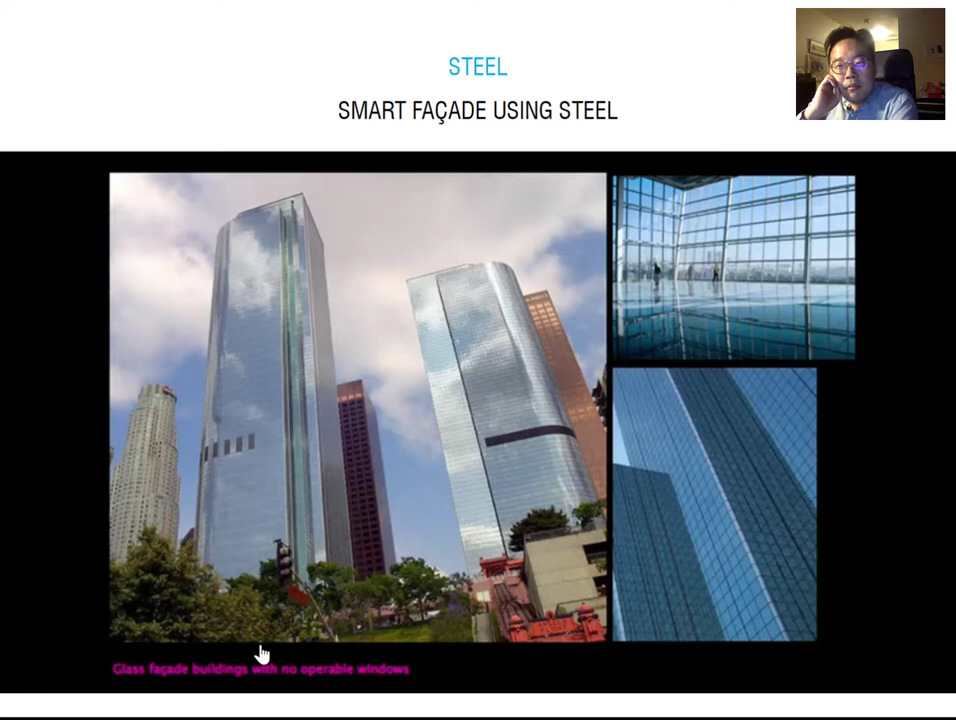 STEEL
SMART FAÇADE USING STEEL
Glass façade buildings with no operable windows